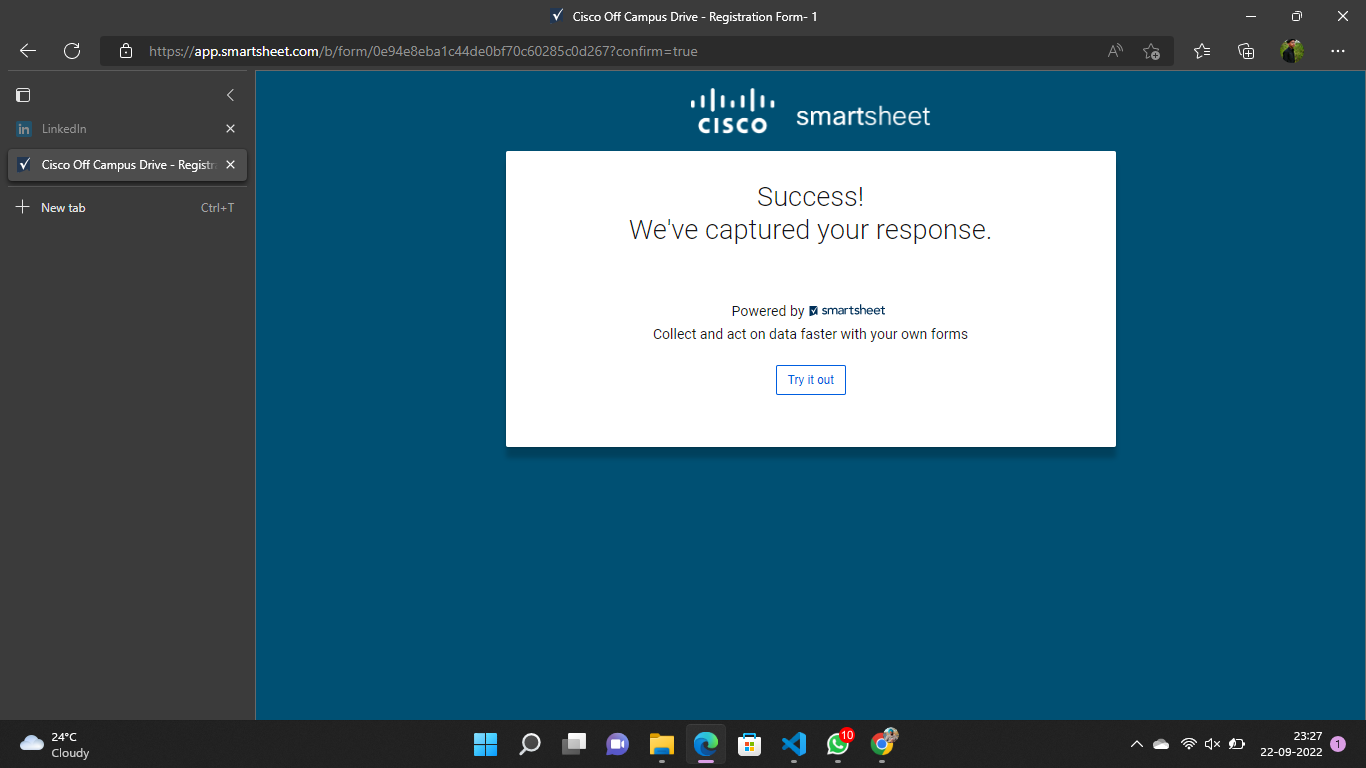 Cisco Off Campus Drive - Registration Form- 1
https://app.smartsheet.com/b/form/0e94e8eba1c44de0bf70c60285c0d267?confirm=true
LinkedIn
Cisco Off Campus Drive - Registra
New tab Ctrl+T
CISCO smartsheet
Success!
We've captured your response.
Powered by smartsheet
Collect and act on data faster with your own forms
Try it out
24°C
Cloudy
10
23:27
22-09-2022
1